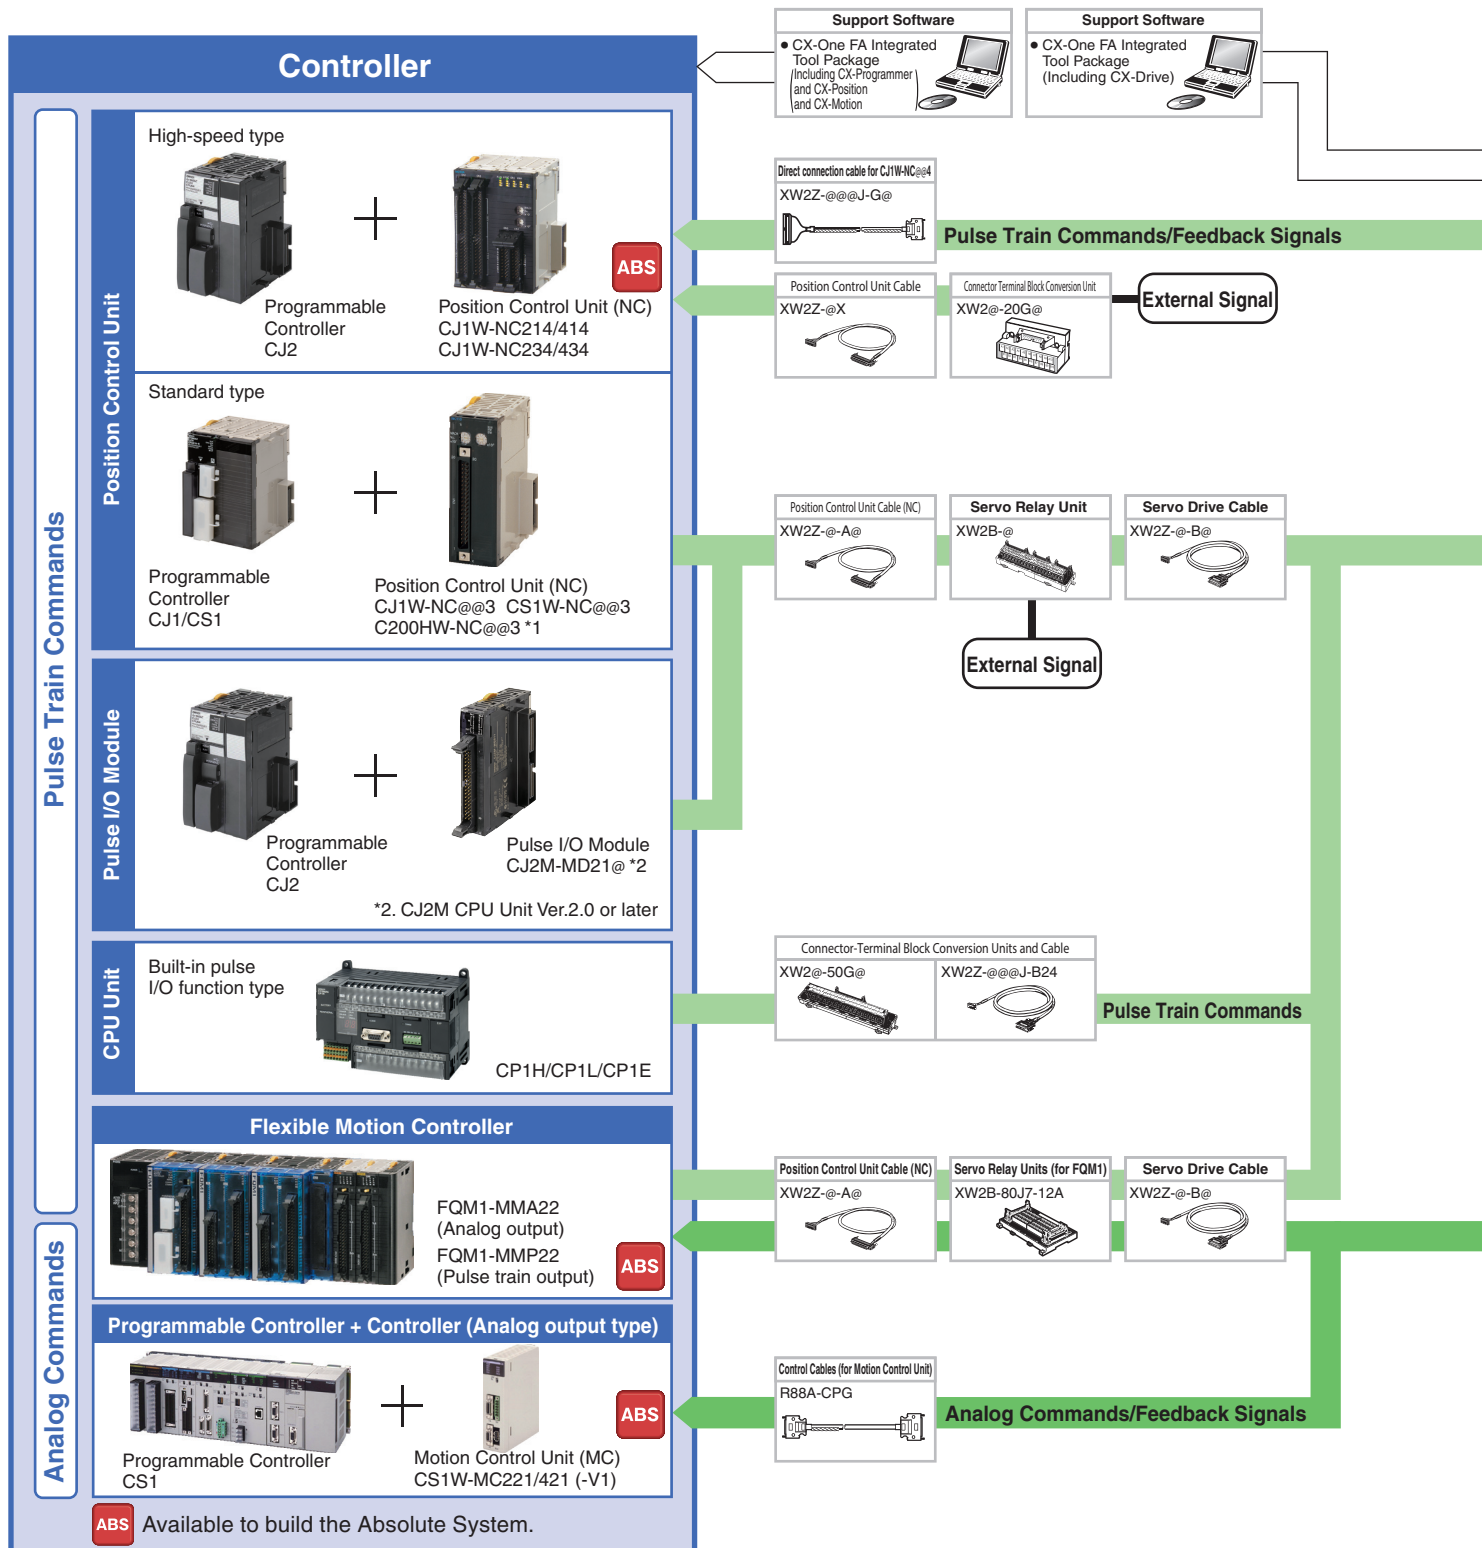 Support Software
● CX-One FA Integrated
Tool Package
(Including CX-Programmer
and CX-Position
and CX-Motion)
Support Software
● CX-One FA Integrated
Tool Package
(Including CX-Drive)
Controller
Pulse Train Commands
Analog Commands
Position Control Unit
High-speed type
Programmable
Controller
CJ2
ABS
Position Control Unit (NC)
CJ1W-NC214/414
CJ1W-NC234/434
Direct connection cable for CJ1W-NC@@4
XW2Z-@@@J-G@
Pulse Train Commands/Feedback Signals
Position Control Unit Cable
XW2Z-@X
Connector Terminal Block Conversion Unit
XW2@-20G@
External Signal
Standard type
Programmable
Controller
CJ1/CS1
Position Control Unit (NC)
CJ1W-NC@@3 CS1W-NC@@3
C200HW-NC@@3 *1
Position Control Unit Cable (NC)
XW2Z-@-A@
Servo Relay Unit
XW2B-@
Servo Drive Cable
XW2Z-@-B@
External Signal
Pulse I/O Module
Programmable
Controller
CJ2
Pulse I/O Module
CJ2M-MD21@ *2
*2. CJ2M CPU Unit Ver.2.0 or later
CPU Unit
Built-in pulse
I/O function type
CP1H/CP1L/CP1E
Connector-Terminal Block Conversion Units and Cable
XW2@-50G@
XW2Z-@@@J-B24
Pulse Train Commands
Flexible Motion Controller
FQM1-MMA22
(Analog output)
FQM1-MMP22
(Pulse train output)
ABS
Position Control Unit Cable (NC)
XW2Z-@-A@
Servo Relay Units (for FQM1)
XW2B-80J7-12A
Servo Drive Cable
XW2Z-@-B@
Programmable Controller + Controller (Analog output type)
Programmable Controller
CS1
Motion Control Unit (MC)
CS1W-MC221/421 (-V1)
ABS
Control Cables (for Motion Control Unit)
R88A-CPG
Analog Commands/Feedback Signals
ABS Available to build the Absolute System.